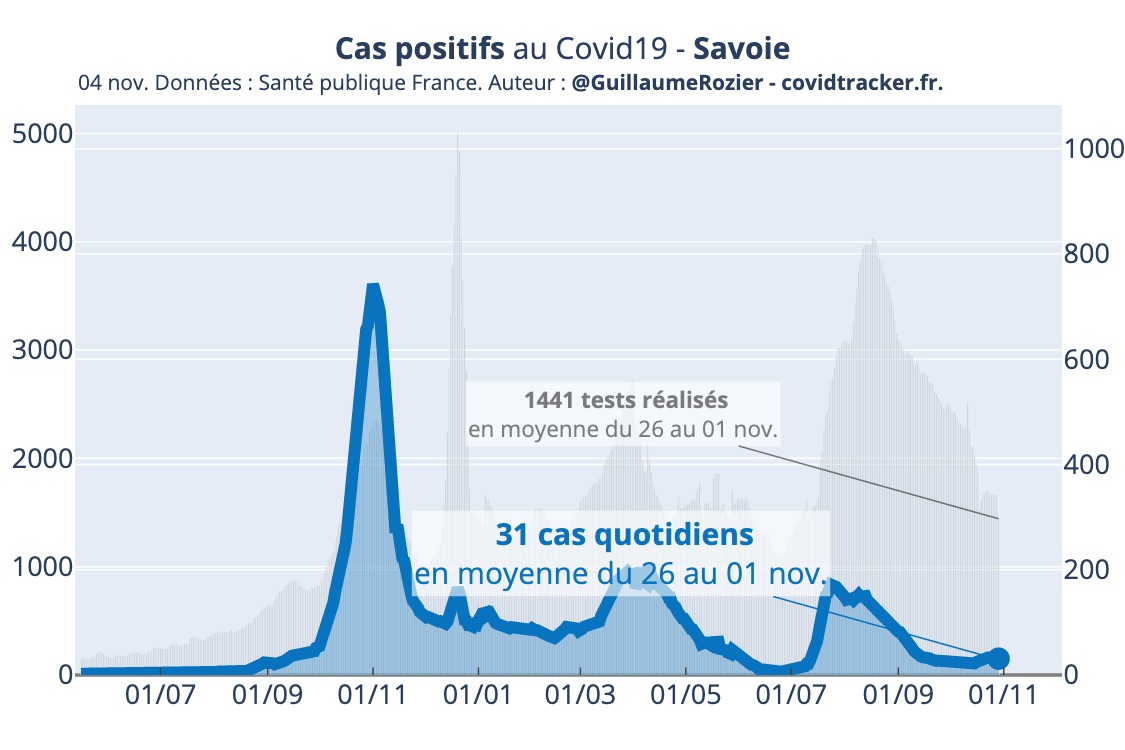 Cas positifs au Covid19 - Savoie
04 nov. Données : Santé publique France. Auteur : @GuillaumeRozier - covidtracker.fr.
5000
4000
3000
2000
1000
0
1000
800
600
400
200
0
1441 tests réalisés
en moyenne du 26 au 01 nov.
31 cas quotidiens
en moyenne du 26 au 01 nov.
01/07 01/09 01/11 01/01 01/03 01/05 01/07 01/09 01/11